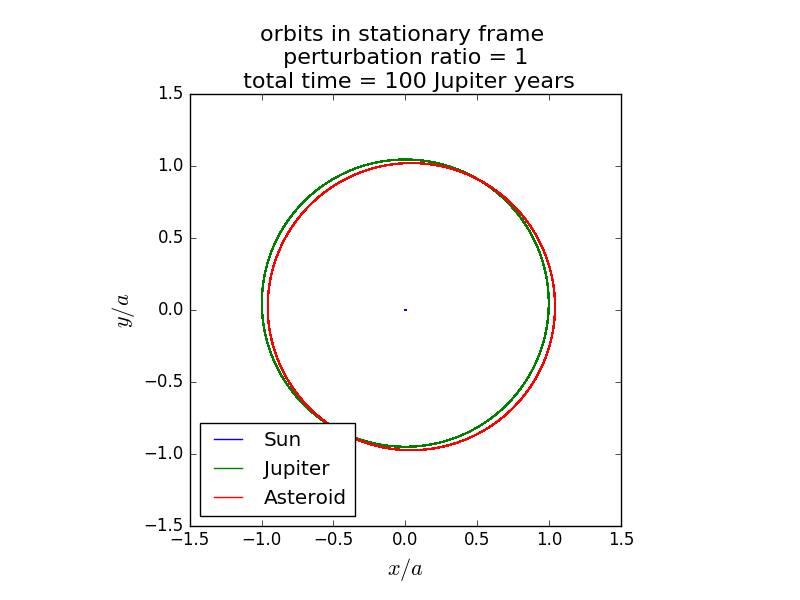 orbits in stationary frame
perturbation ratio = 1
total time = 100 Jupiter years
1.5
1.0
0.5
0.0
−0.5
−1.0
−1.5
y/a
Sun
Jupiter
Asteroid
−1.5 −1.0 −0.5 0.0 0.5 1.0 1.5
x/a